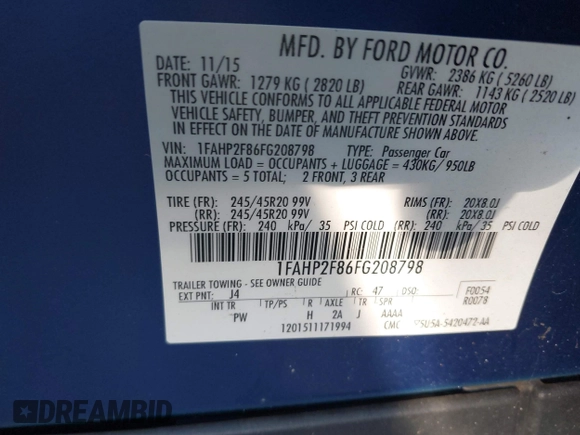 MFD. BY FORD MOTOR CO.
DATE: 11/15 GVWR: 2386 KG (5260 LB)
FRONT GAWR: 1279 KG (2820 LB) REAR GAWR: 1143 KG (2520 LB)
THIS VEHICLE CONFORMS TO ALL APPLICABLE FEDERAL MOTOR
VEHICLE SAFETY, BUMPER, AND THEFT PREVENTION STANDARDS
IN EFFECT ON THE DATE OF MANUFACTURE SHOWN ABOVE.
VIN: 1FAHP2F86FG208798 TYPE: Passenger Car
MAXIMUM LOAD = OCCUPANTS + LUGGAGE = 430KG/ 950LB
OCCUPANTS = 5 TOTAL; 2 FRONT, 3 REAR
TIRE (FR): 245/45R20 99V RIMS (FR): 20X8.0J
(RR): 245/45R20 99V (RR): 20X8.0J
PRESSURE (FR): 240 kPa/ 35 PSI COLD (RR): 240 kPa/ 35 PSI COLD
1FAHP2F86FG208798
TRAILER TOWING - SEE OWNER GUIDE
EXT PNT: J4 RC: 47 DSO: F0054
INT TR TP/PS R AXLE TR SPR R0078
PW H 2A J AAAA
1201511171994 CMC 5420472-AA
DREAMBID